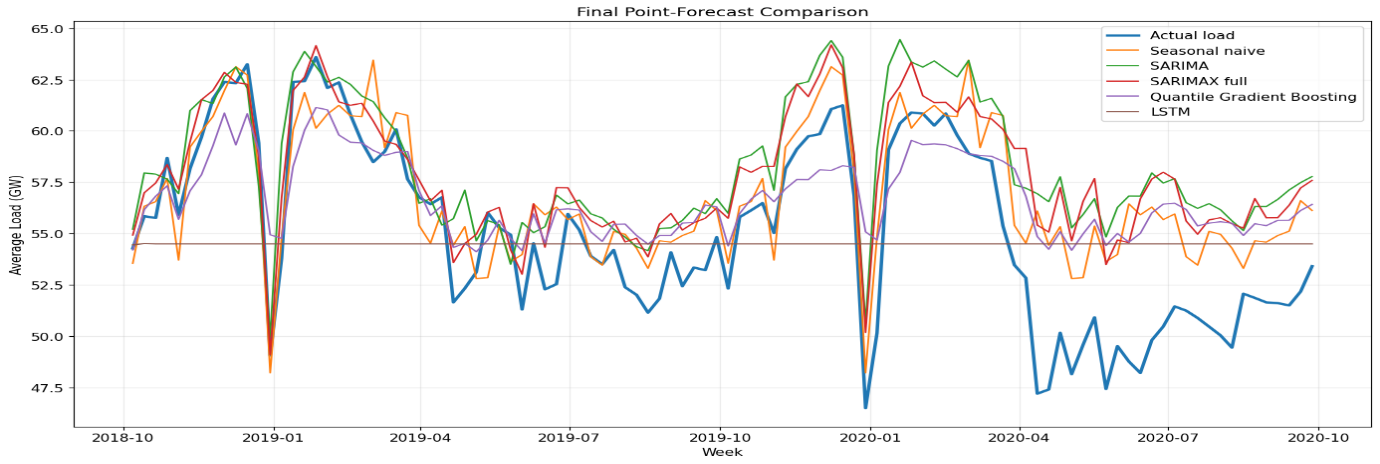 Final Point-Forecast Comparison
Average Load (GW)
65.0
62.5
60.0
57.5
55.0
52.5
50.0
47.5
Actual load
Seasonal naive
SARIMA
SARIMAX full
Quantile Gradient Boosting
LSTM
2018-10 2019-01 2019-04 2019-07 2019-10 2020-01 2020-04 2020-07 2020-10
Week